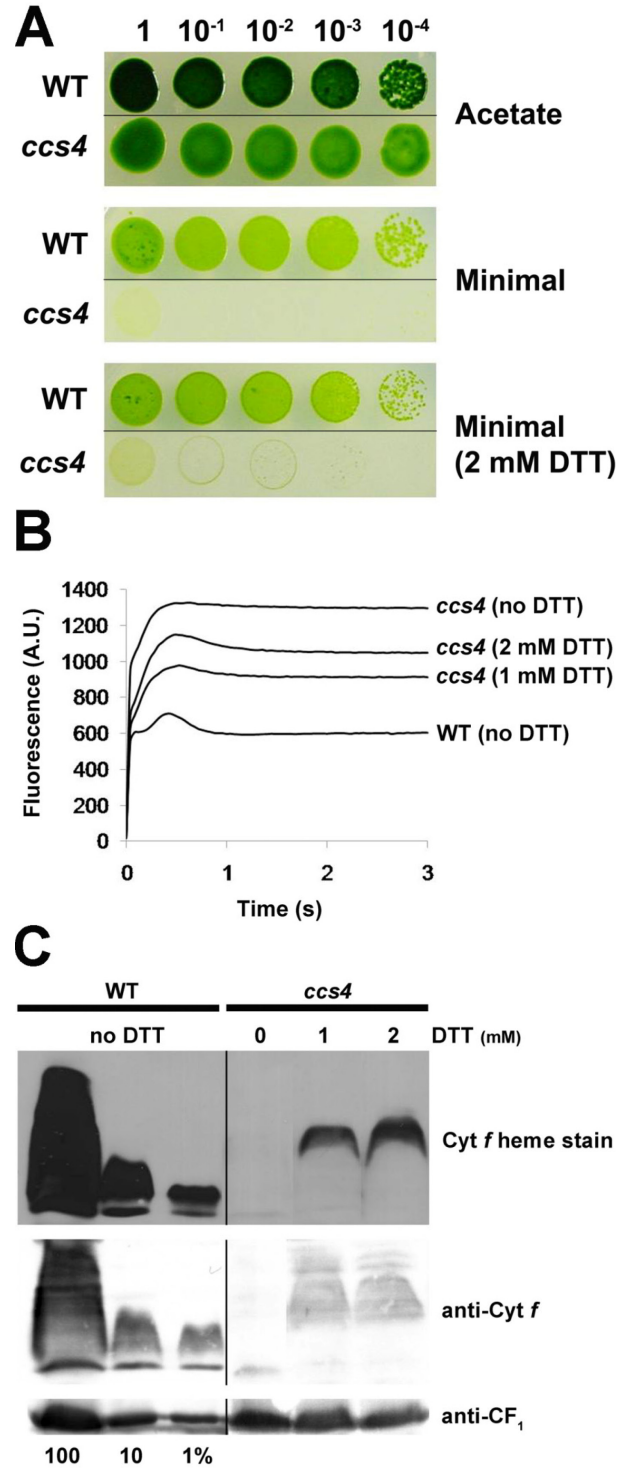 A
1 10⁻¹ 10⁻² 10⁻³ 10⁻⁴
WT
ccs4
Acetate
WT
ccs4
Minimal
WT
ccs4
Minimal
(2 mM DTT)
B
Fluorescence (A.U.)
1400
1200
1000
800
600
400
200
0
0 1 2 3
Time (s)
ccs4 (no DTT)
ccs4 (2 mM DTT)
ccs4 (1 mM DTT)
WT (no DTT)
C
WT ccs4
no DTT 0 1 2 DTT (mM)
Cyt f heme stain
anti-Cyt f
anti-CF₁
100 10 1%